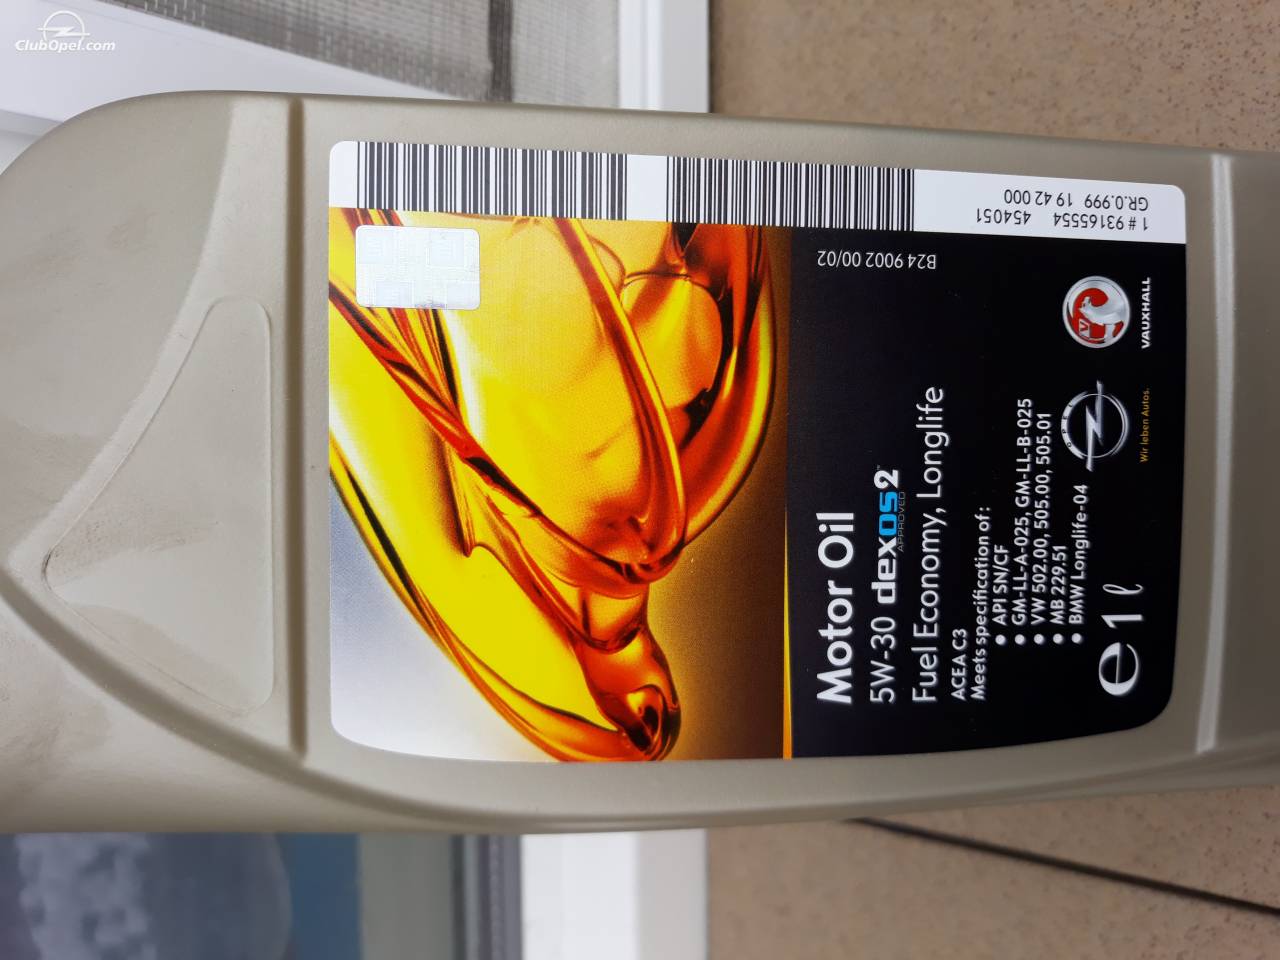 ClubOpel.com
Motor Oil
5W-30 dexos2™
APPROVED
Fuel Economy, Longlife
ACEA C3
Meets specification of:
• API SN/CF
• GM-LL-A-025, GM-LL-B-025
• VW 502.00, 505.00, 505.01
• MB 229.51
• BMW Longlife-04
e 1 ℓ
OPEL
Wir leben Autos.
V
VAUXHALL
B24 9002 00/02
1 # 93165554 454051
GR.0.999 19 42 000